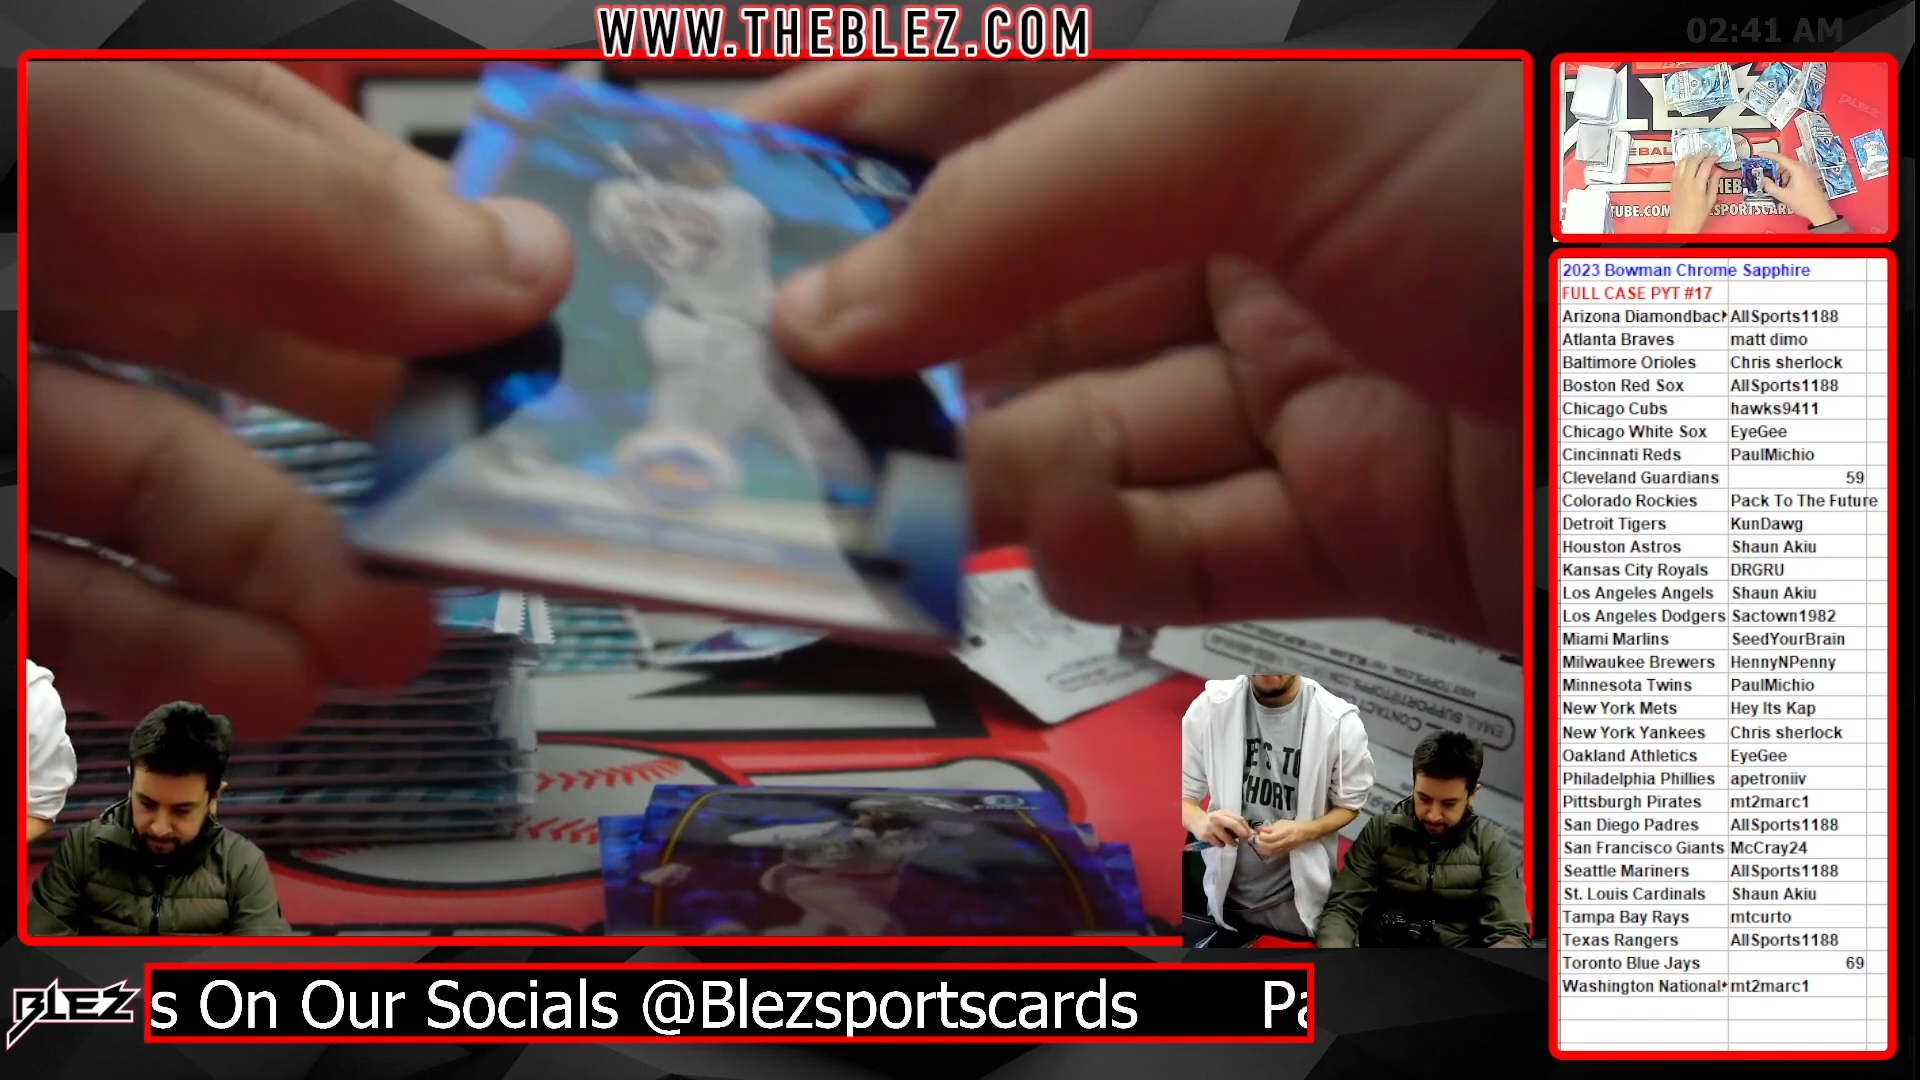 WWW.THEBLEZ.COM
02:41 AM
2023 Bowman Chrome Sapphire
FULL CASE PYT #17
Arizona Diamondbac AllSports1188
Atlanta Braves matt dimo
Baltimore Orioles Chris sherlock
Boston Red Sox AllSports1188
Chicago Cubs hawks9411
Chicago White Sox EyeGee
Cincinnati Reds PaulMichio
Cleveland Guardians 59
Colorado Rockies Pack To The Future
Detroit Tigers KunDawg
Houston Astros Shaun Akiu
Kansas City Royals DRGRU
Los Angeles Angels Shaun Akiu
Los Angeles Dodgers Sactown1982
Miami Marlins SeedYourBrain
Milwaukee Brewers HennyNPenny
Minnesota Twins PaulMichio
New York Mets Hey Its Kap
New York Yankees Chris sherlock
Oakland Athletics EyeGee
Philadelphia Phillies apetroniiv
Pittsburgh Pirates mt2marc1
San Diego Padres AllSports1188
San Francisco Giants McCray24
Seattle Mariners AllSports1188
St. Louis Cardinals Shaun Akiu
Tampa Bay Rays mtcurto
Texas Rangers AllSports1188
Toronto Blue Jays 69
Washington National mt2marc1
BLEZ
s On Our Socials @Blezsportscards Pa